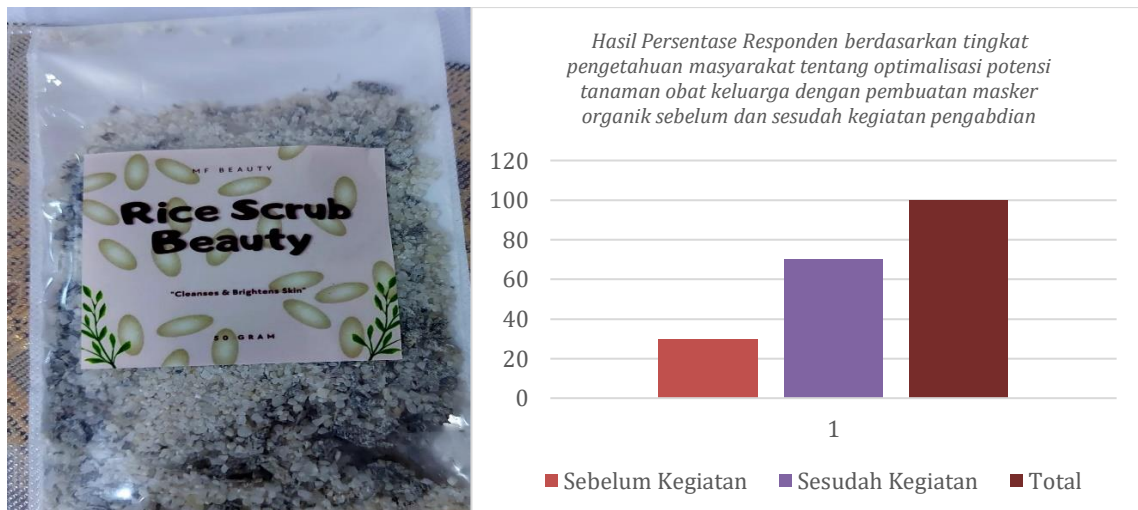 MF BEAUTY
Rice Scrub
Beauty
"Cleanses & Brightens Skin"
50 GRAM
Hasil Persentase Responden berdasarkan tingkat
pengetahuan masyarakat tentang optimalisasi potensi
tanaman obat keluarga dengan pembuatan masker
organik sebelum dan sesudah kegiatan pengabdian
120
100
80
60
40
20
0
1
Sebelum Kegiatan
Sesudah Kegiatan
Total